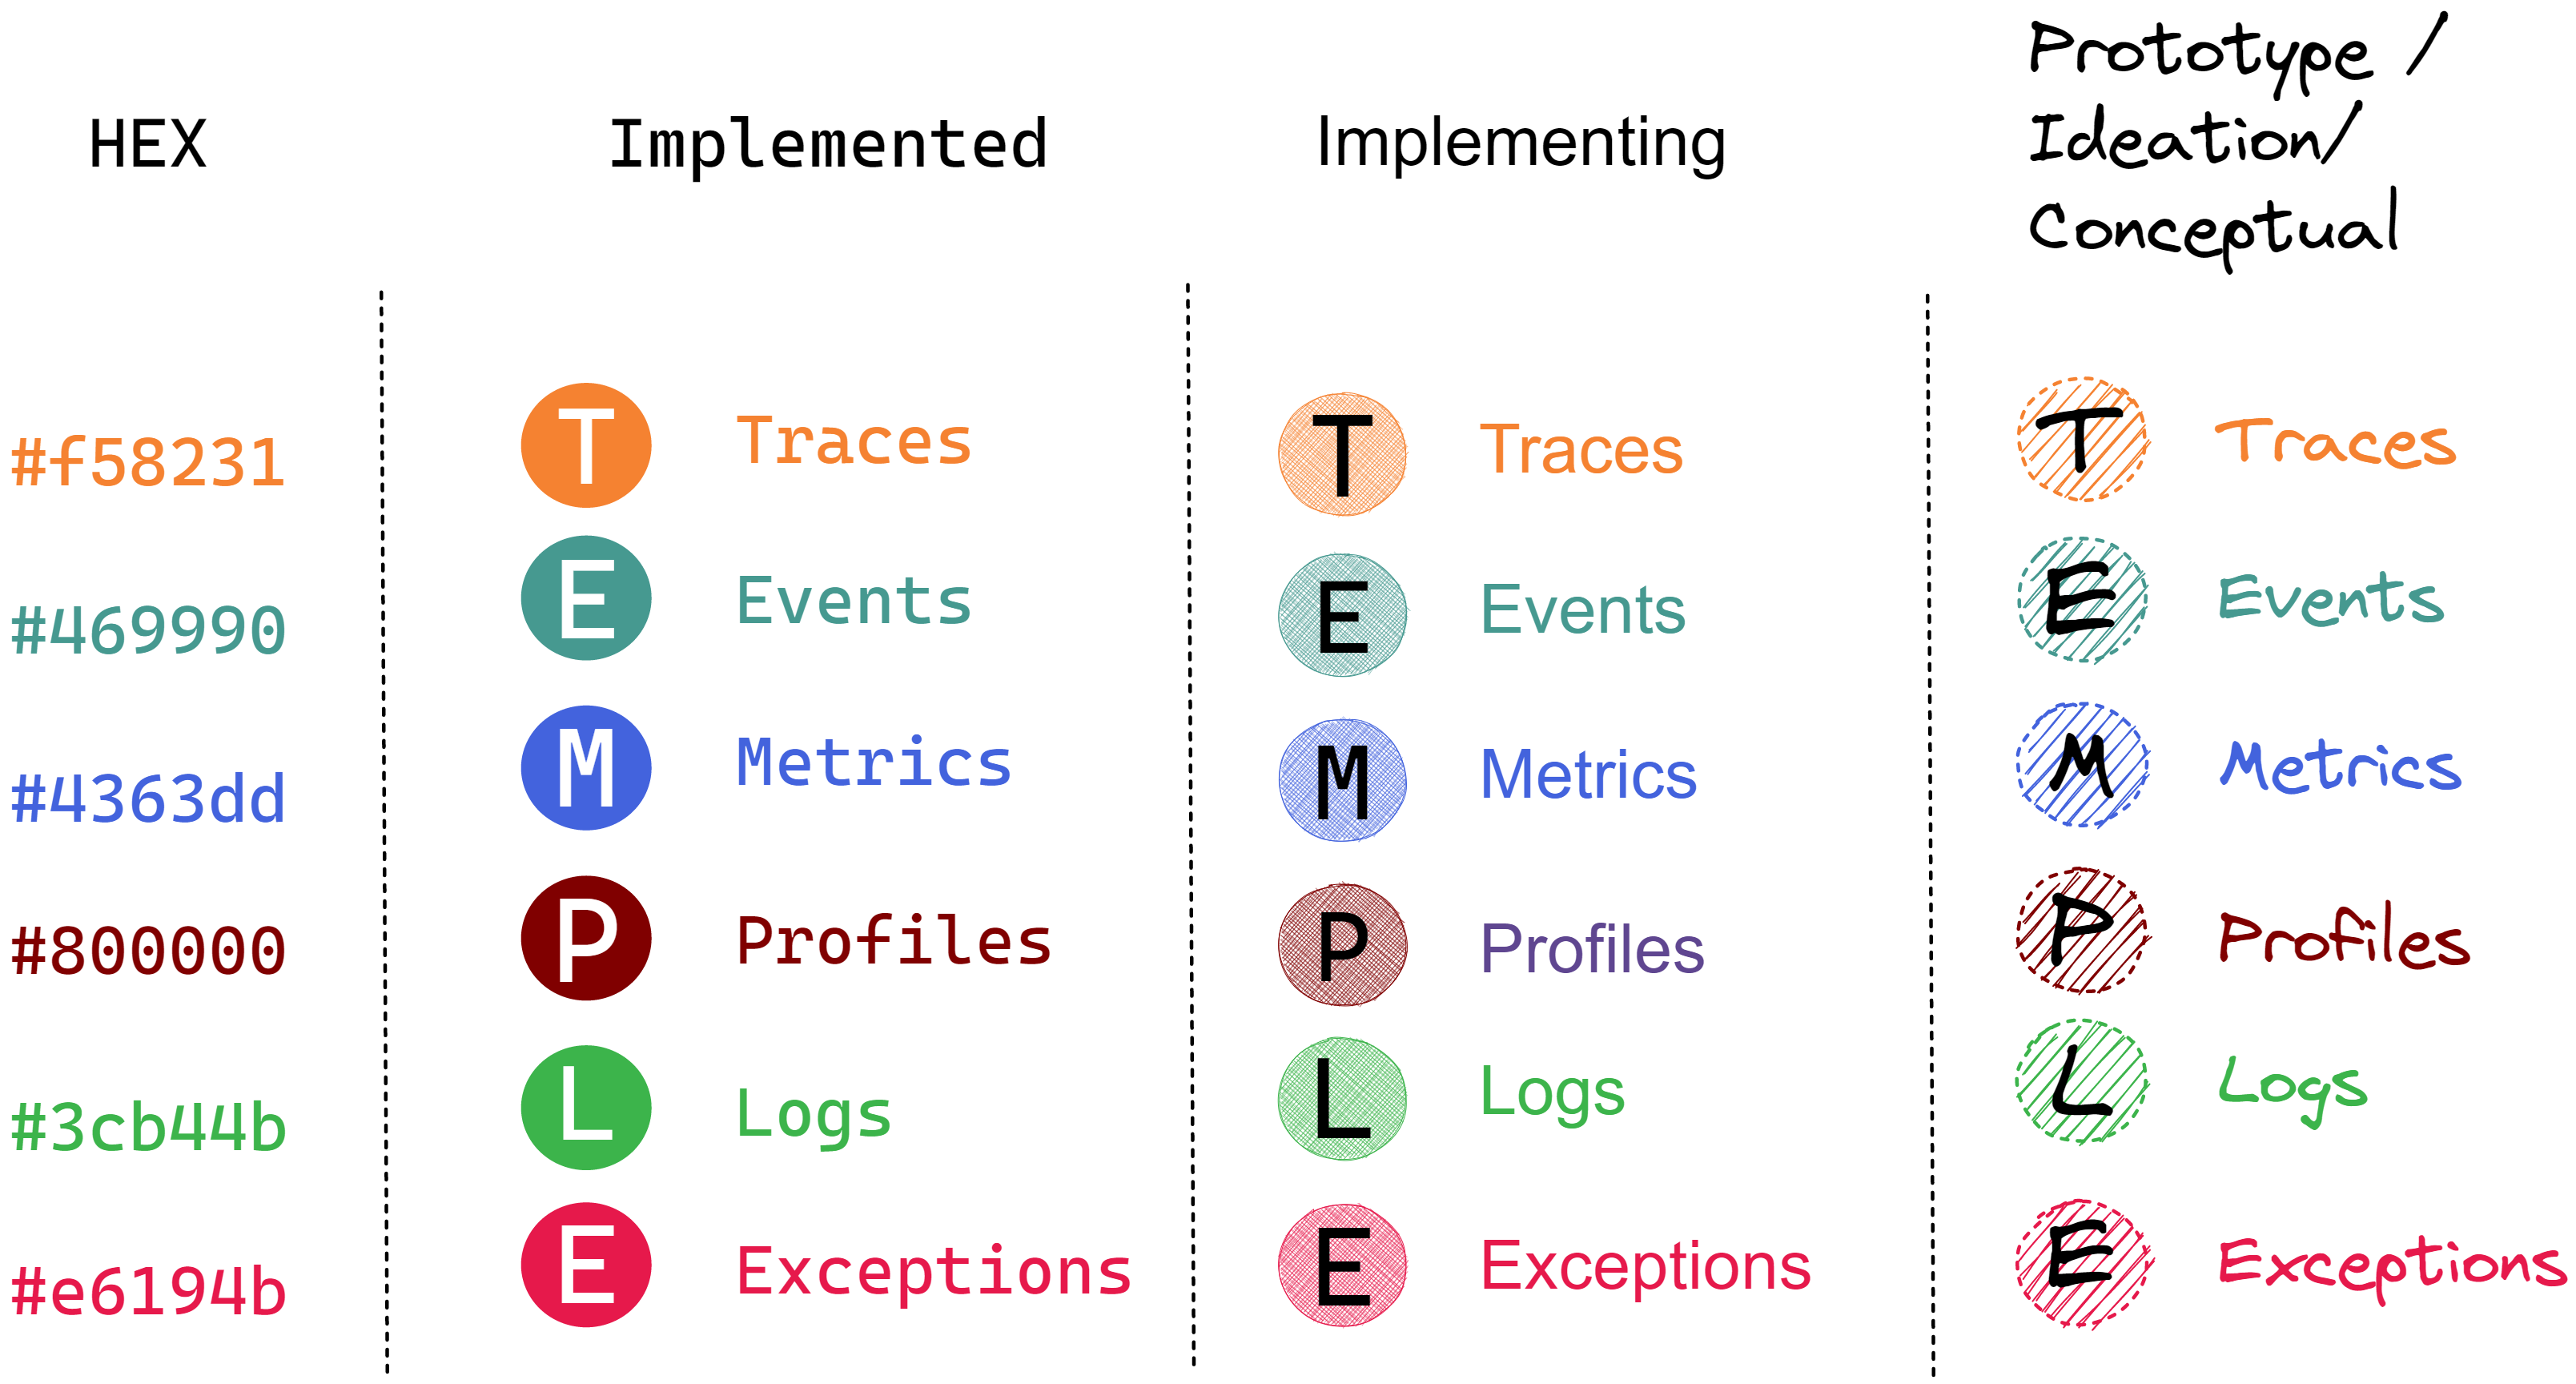 HEX
Implemented
Implementing
Prototype /
Ideation/
Conceptual
#f58231
T Traces
T Traces
T Traces
#469990
E Events
E Events
E Events
#4363dd
M Metrics
M Metrics
M Metrics
#800000
P Profiles
P Profiles
P Profiles
#3cb44b
L Logs
L Logs
L Logs
#e6194b
E Exceptions
E Exceptions
E Exceptions